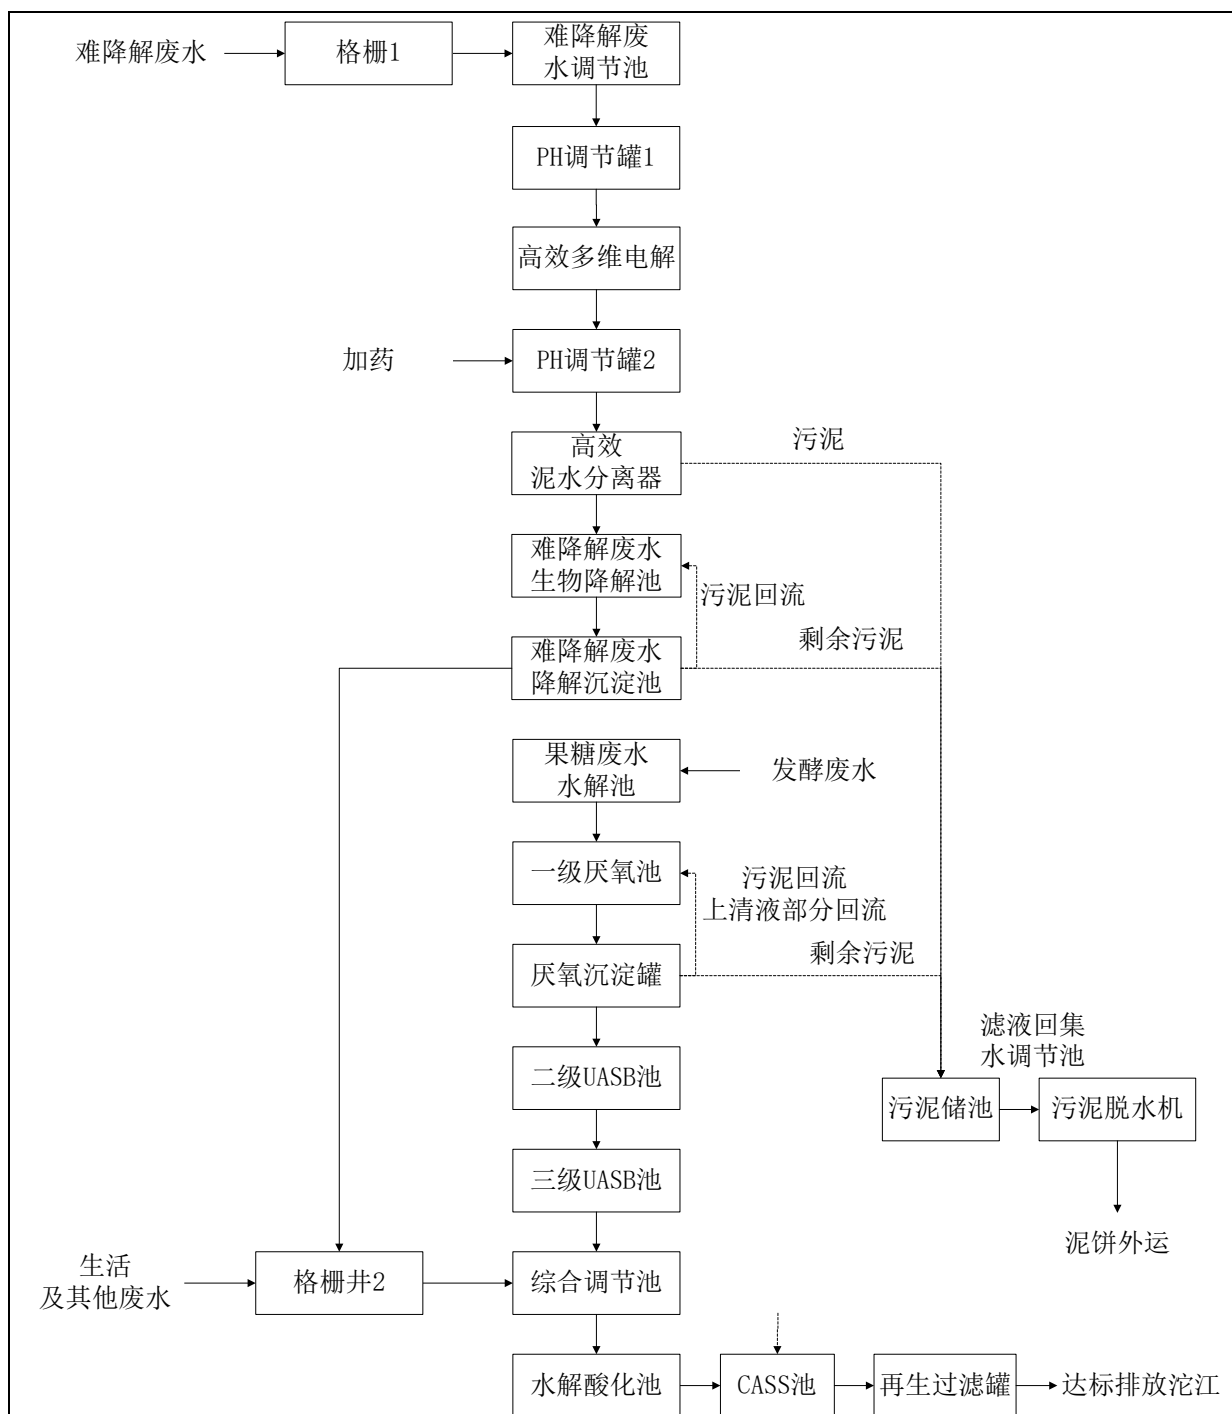 难降解废水
格栅1
难降解废
水调节池
PH调节罐1
高效多维电解
加药
PH调节罐2
高效
泥水分离器
污泥
难降解废水
生物降解池
污泥回流
难降解废水
降解沉淀池
剩余污泥
果糖废水
水解池
发酵废水
一级厌氧池
污泥回流
上清液部分回流
厌氧沉淀罐
剩余污泥
滤液回集
水调节池
二级UASB池
污泥储池
污泥脱水机
三级UASB池
泥饼外运
生活
及其他废水
格栅井2
综合调节池
水解酸化池
CASS池
再生过滤罐
达标排放沱江